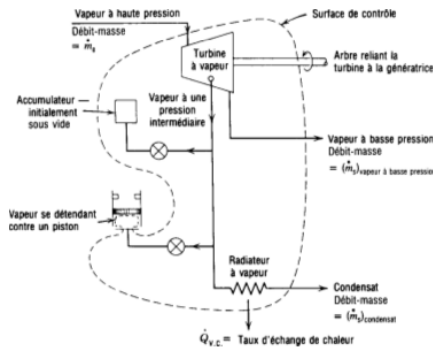 Vapeur à haute pression
Débit-masse
= ṁₑ
Surface de contrôle
Turbine
à vapeur
Arbre reliant la
turbine à la génératrice
Accumulateur
initialement
sous vide
Vapeur à une
pression
intermédiaire
Vapeur à basse pression
Débit-masse
= (ṁₛ)vapeur à basse pression
Vapeur se détendant
contre un piston
Radiateur
à vapeur
Condensat
Débit-masse
= (ṁₛ)condensat
Q̇v.c. = Taux d'échange de chaleur